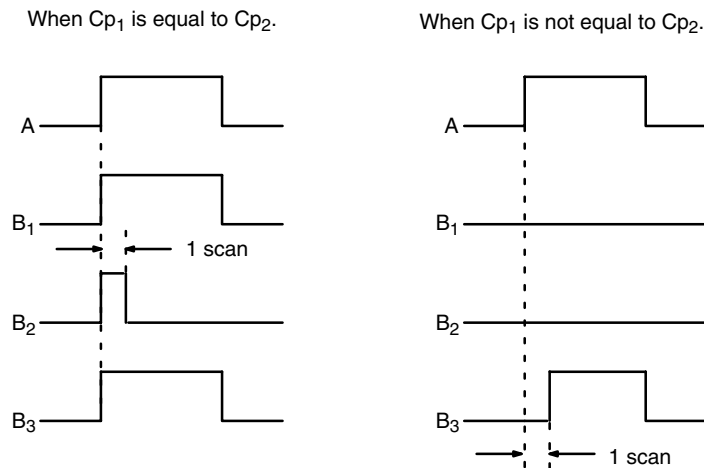 When Cp₁ is equal to Cp₂.
A
B₁
1 scan
B₂
B₃
When Cp₁ is not equal to Cp₂.
A
B₁
B₂
B₃
1 scan